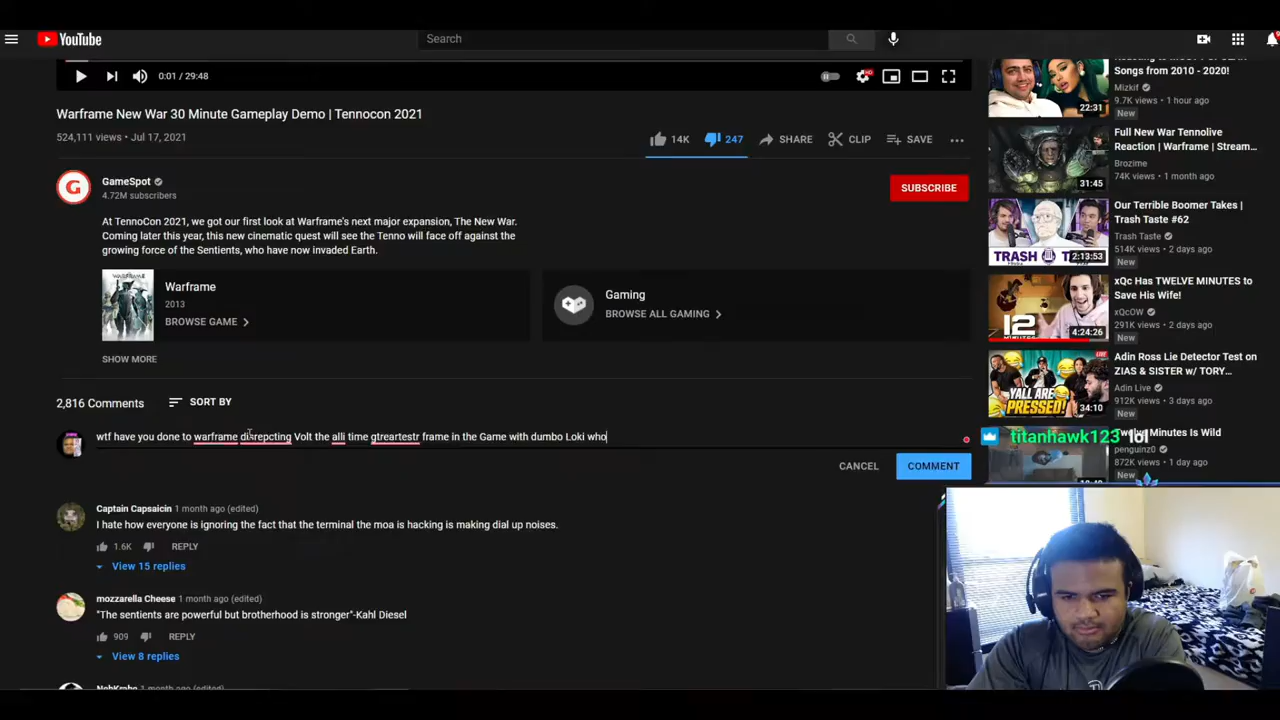 YouTube
Search
0:01 / 29:48
Warframe New War 30 Minute Gameplay Demo | Tennocon 2021
524,111 views • Jul 17, 2021
14K
247
SHARE
CLIP
SAVE
G
GameSpot
4.72M subscribers
SUBSCRIBE
At TennoCon 2021, we got our first look at Warframe's next major expansion, The New War.
Coming later this year, this new cinematic quest will see the Tenno will face off against the
growing force of the Sentients, who have now invaded Earth.
WARFRAME
Warframe
2013
BROWSE GAME
Gaming
BROWSE ALL GAMING
SHOW MORE
2,816 Comments
SORT BY
wtf have you done to warframe disrepcting Volt the alli time gtreartestr frame in the Game with dumbo Loki who
CANCEL
COMMENT
Captain Capsaicin 1 month ago (edited)
I hate how everyone is ignoring the fact that the terminal the moa is hacking is making dial up noises.
1.6K
REPLY
View 15 replies
mozzarella Cheese 1 month ago (edited)
"The sentients are powerful but brotherhood is stronger"-Kahl Diesel
909
REPLY
View 8 replies
1 month ago (edited)
Songs from 2010 - 2020!
Mizkif
9.7K views • 1 hour ago
New
22:31
Full New War Tennolive
Reaction | Warframe | Stream...
Brozime
74K views • 1 month ago
31:45
Our Terrible Boomer Takes |
Trash Taste #62
Trash Taste
514K views • 2 days ago
New
TRASH
2:13:53
xQc Has TWELVE MINUTES to
Save His Wife!
xQcOW
291K views • 2 days ago
New
12
4:24:26
Adin Ross Lie Detector Test on
ZIAS & SISTER w/ TORY...
Adin Live
912K views • 3 days ago
New
YALL ARE
PRESSED!
34:10
titanhawk123 lol
Twelve Minutes Is Wild
penguinz0
872K views • 1 day ago
New